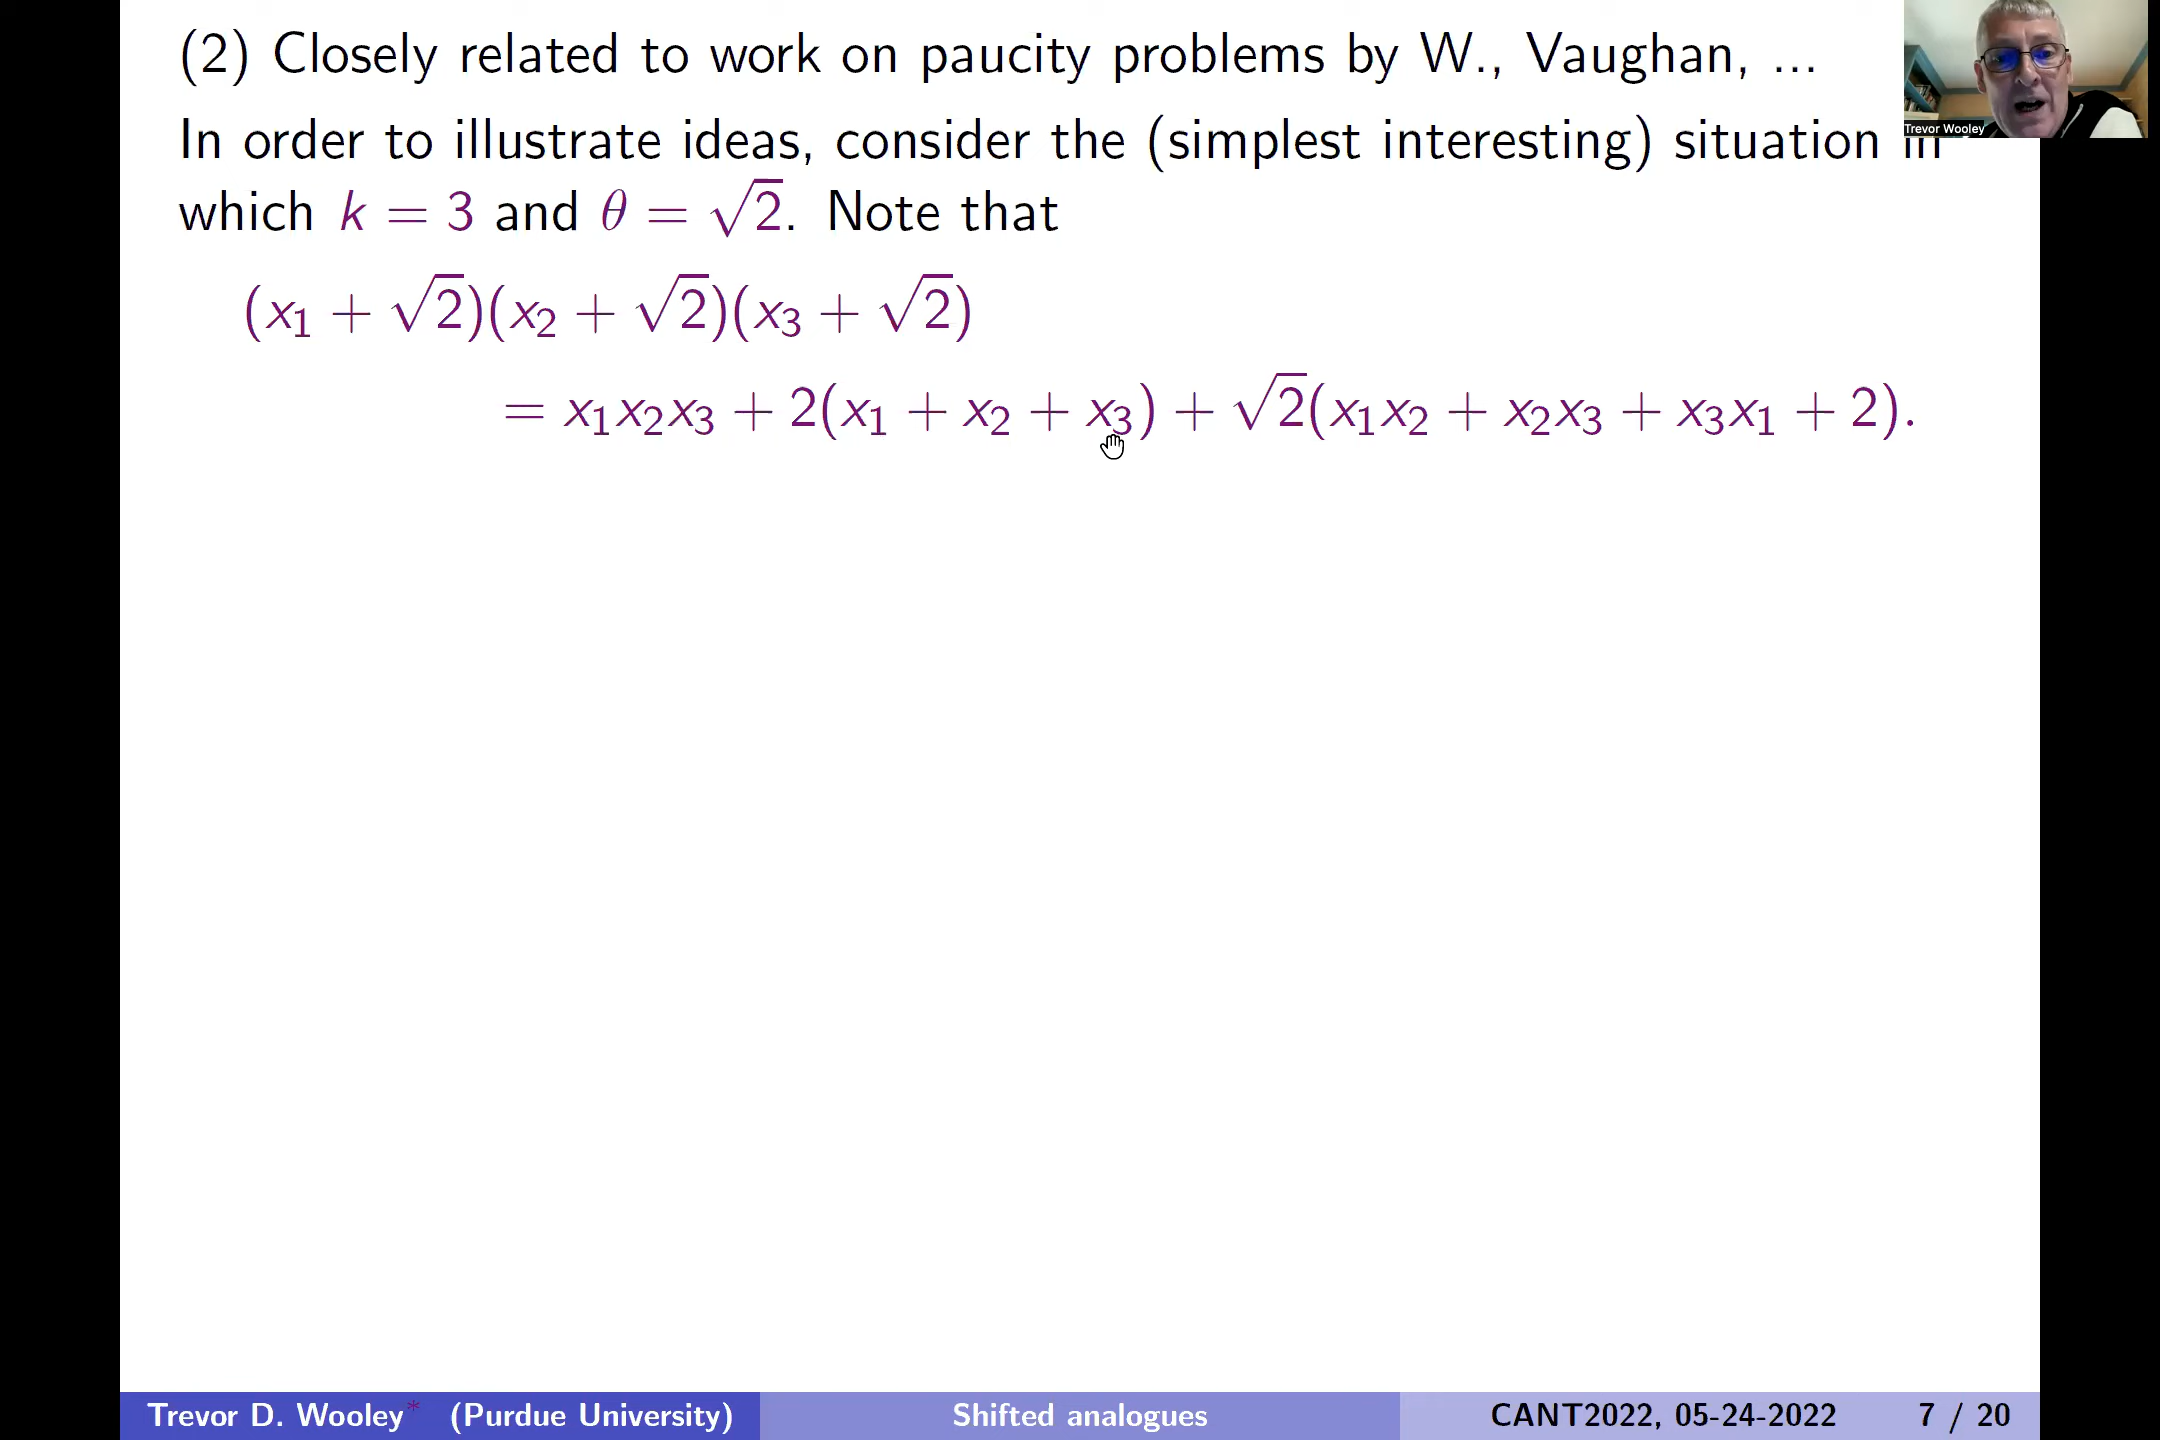 (2) Closely related to work on paucity problems by W., Vaughan, ...
Trevor Wooley
In order to illustrate ideas, consider the (simplest interesting) situation in
which k = 3 and θ = √2. Note that
(x₁ + √2)(x₂ + √2)(x₃ + √2)
= x₁x₂x₃ + 2(x₁ + x₂ + x₃) + √2(x₁x₂ + x₂x₃ + x₃x₁ + 2).
Trevor D. Wooley* (Purdue University) Shifted analogues CANT2022, 05-24-2022 7 / 20